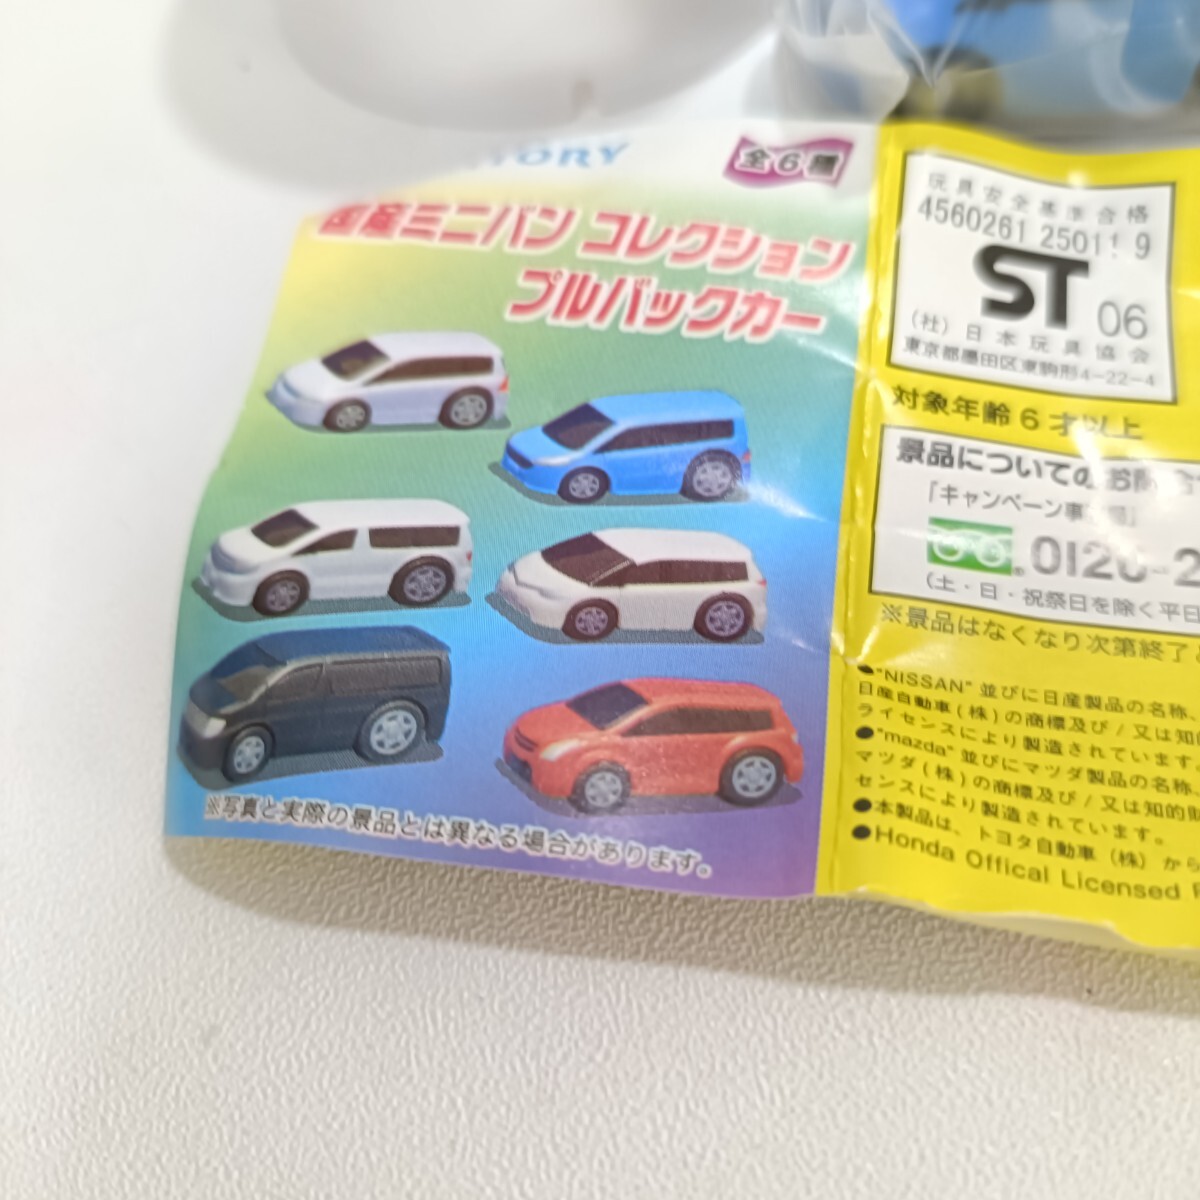 全6種
国産ミニバン コレクション
プルバックカー
※写真と実際の景品とは異なる場合があります。
玩具安全基準合格
4560261 25011 9
ST 06
(社)日本玩具協会
東京都墨田区東駒形4-22-4
対象年齢6才以上
景品についてのお問合
「キャンペーン事
0120-2
(土・日・祝祭日を除く平日
※景品はなくなり次第終了と
●"NISSAN"並びに日産製品の名称、
日産自動車(株)の商標及び/又は知的
ライセンスにより製造されています。
●"mazda"並びにマツダ製品の名称、
マツダ(株)の商標及び/又は知的財
センスにより製造されています。
●本製品は、トヨタ自動車(株)から
●Honda Offical Licensed P